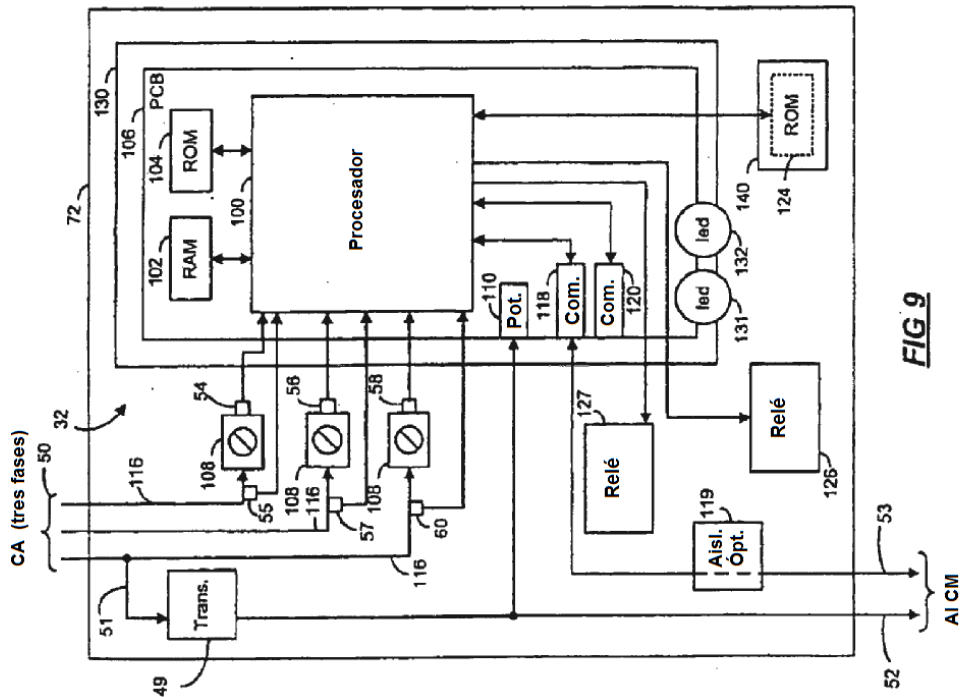 CA (tres fases)
50
72
130
106
PCB
32
116
108
54
55
116
108
56
57
116
108
58
60
102
RAM
104
ROM
100
Procesador
51
Trans.
49
110
Pot.
118
Com.
120
Com.
127
Relé
126
Relé
119
Aisl.
Ópt.
131
led
132
led
140
ROM
124
52
53
Al CM
FIG 9